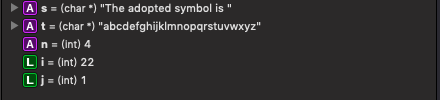 A s = (char *) "The adopted symbol is "
A t = (char *) "abcdefghijklmnopqrstuvwxyz"
A n = (int) 4
L i = (int) 22
L j = (int) 1